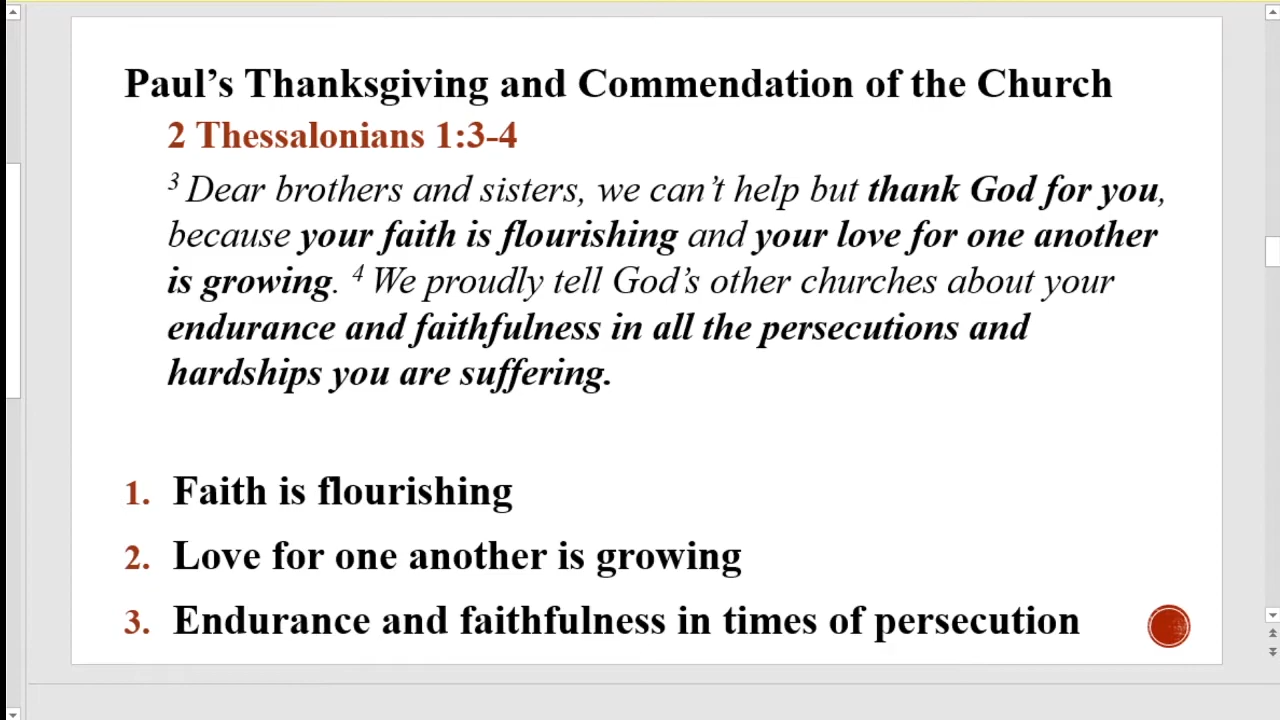 Paul’s Thanksgiving and Commendation of the Church
2 Thessalonians 1:3-4
3 Dear brothers and sisters, we can’t help but thank God for you,
because your faith is flourishing and your love for one another
is growing. 4 We proudly tell God’s other churches about your
endurance and faithfulness in all the persecutions and
hardships you are suffering.
1. Faith is flourishing
2. Love for one another is growing
3. Endurance and faithfulness in times of persecution